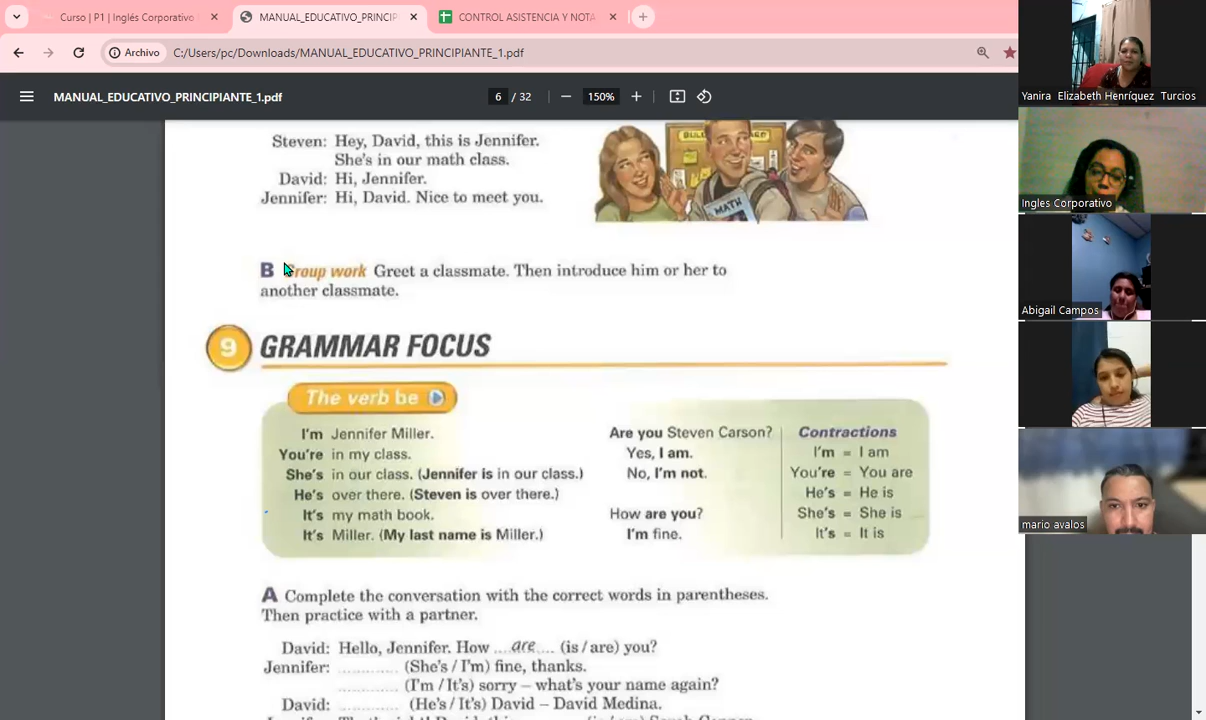 Curso | P1 | Inglés Corporativo
MANUAL_EDUCATIVO_PRINCIP
CONTROL ASISTENCIA Y NOTA
Archivo
C:/Users/pc/Downloads/MANUAL_EDUCATIVO_PRINCIPIANTE_1.pdf
MANUAL_EDUCATIVO_PRINCIPIANTE_1.pdf
6 / 32
150%
Steven: Hey, David, this is Jennifer.
She's in our math class.
David: Hi, Jennifer.
Jennifer: Hi, David. Nice to meet you.
MATH
B Group work Greet a classmate. Then introduce him or her to
another classmate.
9 GRAMMAR FOCUS
The verb be
I'm Jennifer Miller.
You're in my class.
She's in our class. (Jennifer is in our class.)
He's over there. (Steven is over there.)
It's my math book.
It's Miller. (My last name is Miller.)
Are you Steven Carson?
Yes, I am.
No, I'm not.
How are you?
I'm fine.
Contractions
I'm = I am
You're = You are
He's = He is
She's = She is
It's = It is
A Complete the conversation with the correct words in parentheses.
Then practice with a partner.
David: Hello, Jennifer. How ...are... (is / are) you?
Jennifer: .............. (She's / I'm) fine, thanks.
.............. (I'm / It's) sorry – what's your name again?
David: .............. (He's / It's) David – David Medina.
Yanira Elizabeth Henríquez Turcios
Ingles Corporativo
Abigail Campos
mario avalos